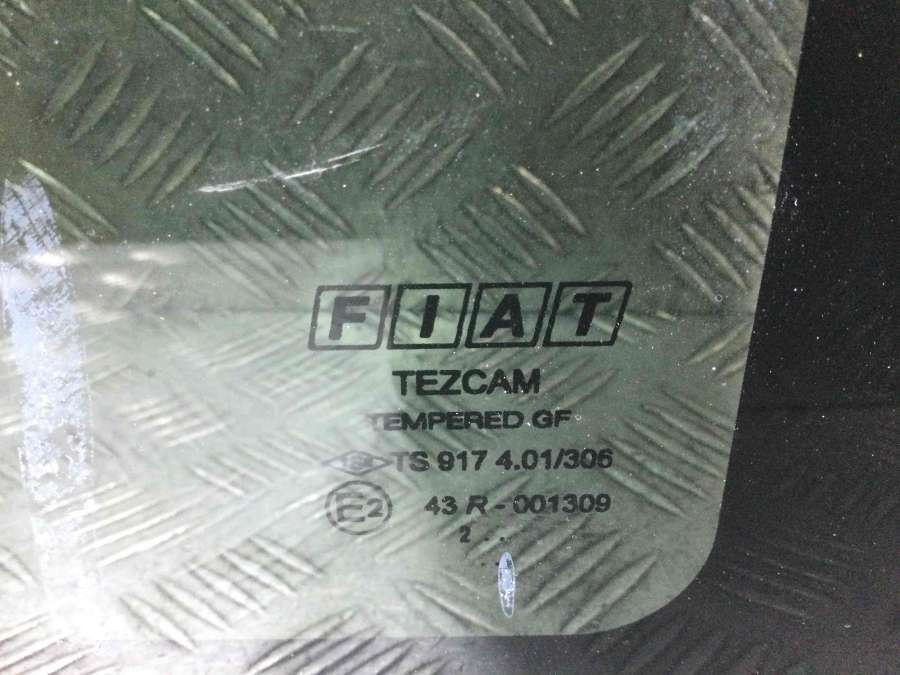 FIAT
TEZCAM
TEMPERED GF
TS 917 4.01/306
E2 43 R-001309
2 . .